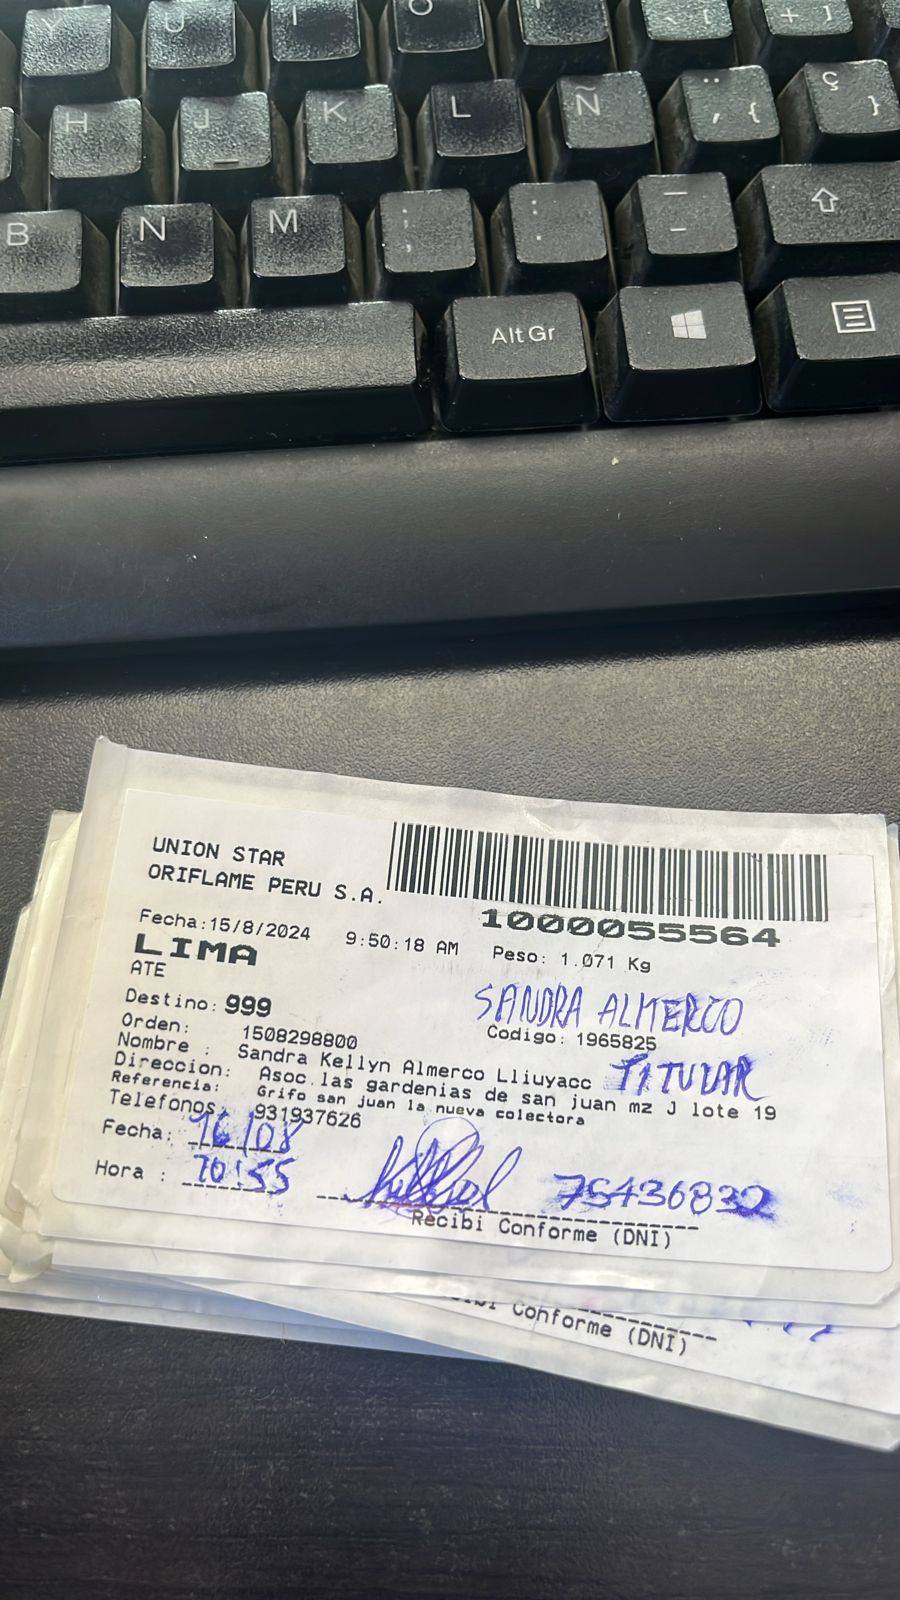 Y U I O
` [ + ]
H J K L Ñ ¨ ´ { ç }
B N M ; , : . — -
Alt Gr
UNION STAR
ORIFLAME PERU S.A.
1000055564
Fecha:15/8/2024 9:50:18 AM Peso: 1.071 Kg
LIMA
ATE
Destino: 999
SANDRA ALMERCO
Orden: 1508298800 Codigo: 1965825
Nombre : Sandra Kellyn Almerco Lliuyacc TITULAR
Direccion: Asoc.las gardenias de san juan mz J lote 19
Referencia: Grifo san juan la nueva colectora
Telefonos, 931937626
Fecha: 16/08
Hora : 10:55 75436832
Recibi Conforme (DNI)
Conforme (DNI)